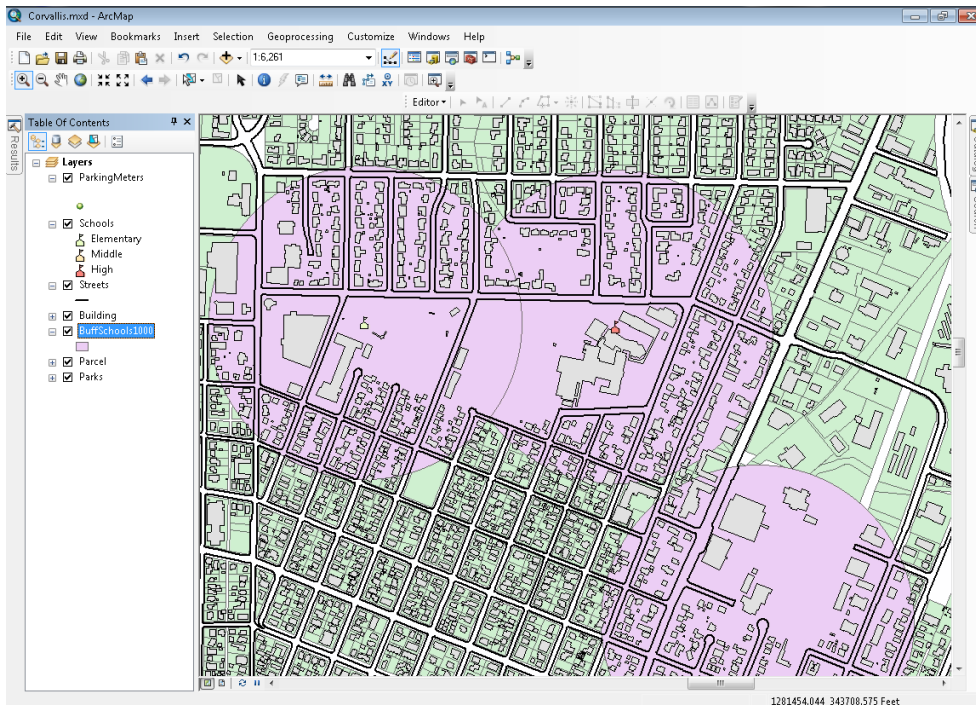 Corvallis.mxd - ArcMap
File Edit View Bookmarks Insert Selection Geoprocessing Customize Windows Help
1:6,261
Editor
Table Of Contents
Results
Layers
ParkingMeters
Schools
Elementary
Middle
High
Streets
Building
BuffSchools1000
Parcel
Parks
1281454.044 343708.575 Feet